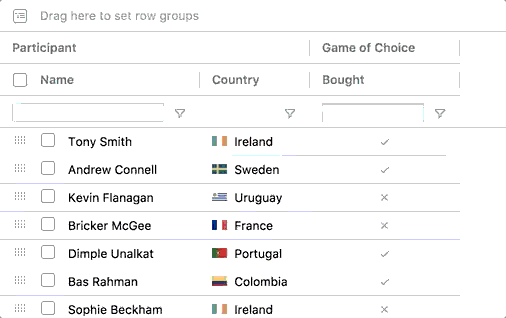 Drag here to set row groups
Participant Game of Choice
Name Country Bought
Tony Smith Ireland
Andrew Connell Sweden
Kevin Flanagan Uruguay
Bricker McGee France
Dimple Unalkat Portugal
Bas Rahman Colombia
Sophie Beckham Ireland